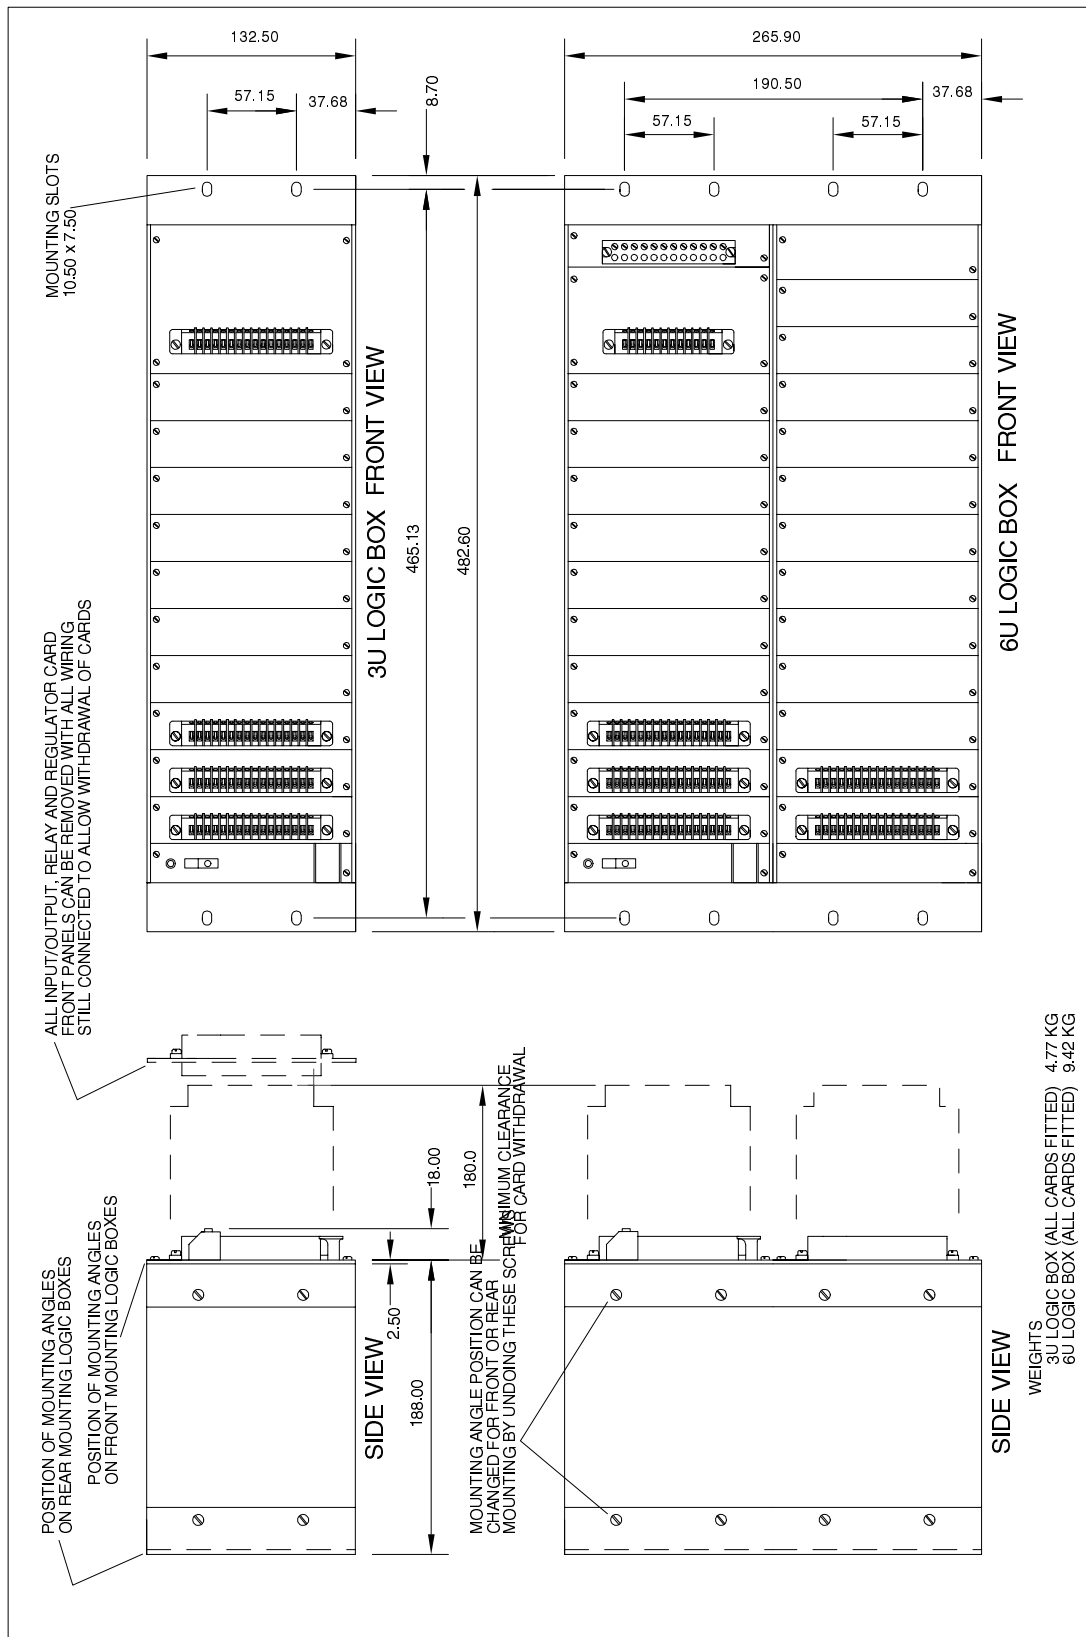 132.50
57.15
37.68
8.70
265.90
190.50
37.68
57.15
57.15
MOUNTING SLOTS
10.50 x 7.50
3U LOGIC BOX FRONT VIEW
465.13
482.60
6U LOGIC BOX FRONT VIEW
ALL INPUT/OUTPUT, RELAY AND REGULATOR CARD
FRONT PANELS CAN BE REMOVED WITH ALL WIRING
STILL CONNECTED TO ALLOW WITHDRAWAL OF CARDS
18.00
180.0
MINIMUM CLEARANCE
FOR CARD WITHDRAWAL
POSITION OF MOUNTING ANGLES
ON REAR MOUNTING LOGIC BOXES
POSITION OF MOUNTING ANGLES
ON FRONT MOUNTING LOGIC BOXES
SIDE VIEW
2.50
188.00
MOUNTING ANGLE POSITION CAN BE
CHANGED FOR FRONT OR REAR
MOUNTING BY UNDOING THESE SCREWS
SIDE VIEW
WEIGHTS
3U LOGIC BOX (ALL CARDS FITTED) 4.77 KG
6U LOGIC BOX (ALL CARDS FITTED) 9.42 KG